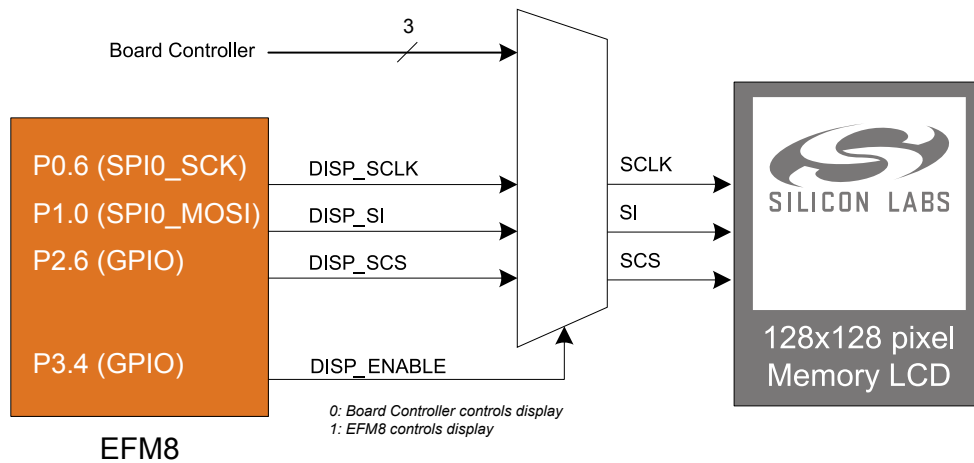 3
Board Controller
P0.6 (SPI0_SCK)
DISP_SCLK
SCLK
P1.0 (SPI0_MOSI)
DISP_SI
SI
P2.6 (GPIO)
DISP_SCS
SCS
P3.4 (GPIO)
DISP_ENABLE
0: Board Controller controls display
1: EFM8 controls display
EFM8
SILICON LABS
128x128 pixel
Memory LCD